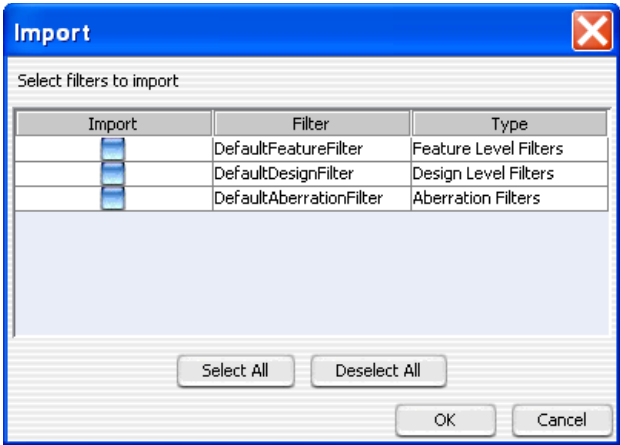 Import
Select filters to import
Import Filter Type
DefaultFeatureFilter Feature Level Filters
DefaultDesignFilter Design Level Filters
DefaultAberrationFilter Aberration Filters
Select All Deselect All
OK Cancel